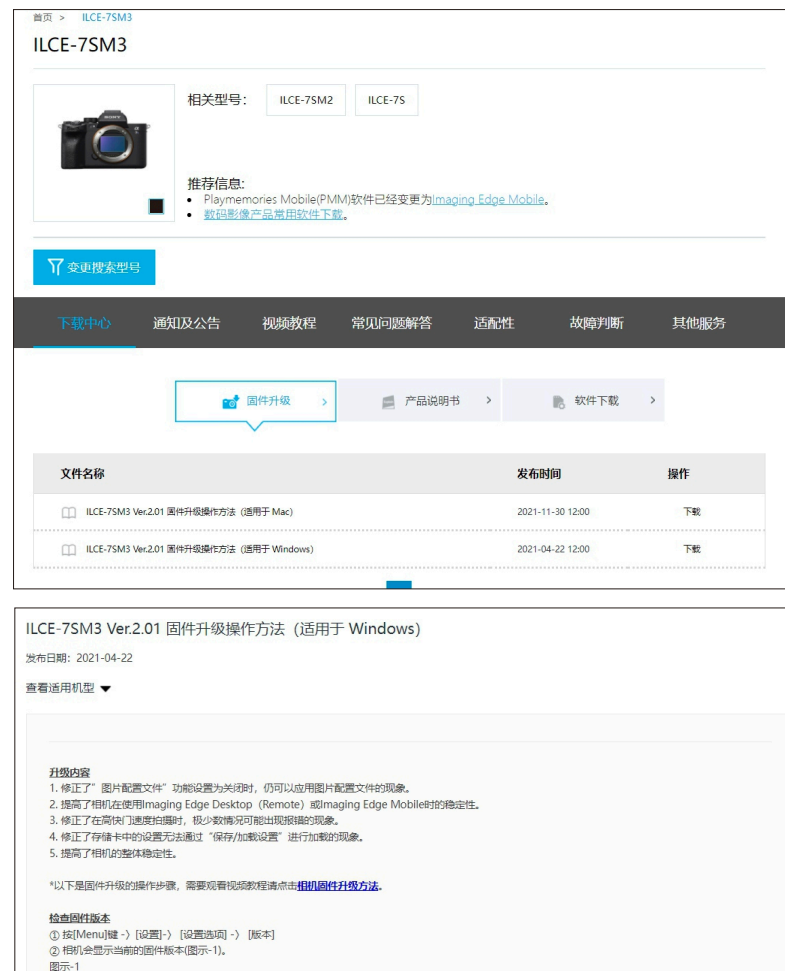 首页 > ILCE-7SM3
ILCE-7SM3
相关型号： ILCE-7SM2 ILCE-7S
SONY
推荐信息:
• Playmemories Mobile(PMM)软件已经变更为Imaging Edge Mobile。
• 数码影像产品常用软件下载。
变更搜索型号
下载中心 通知及公告 视频教程 常见问题解答 适配性 故障判断 其他服务
固件升级 > 产品说明书 > 软件下载 >
文件名称 发布时间 操作
ILCE-7SM3 Ver.2.01 固件升级操作方法（适用于 Mac） 2021-11-30 12:00 下载
ILCE-7SM3 Ver.2.01 固件升级操作方法（适用于 Windows） 2021-04-22 12:00 下载
ILCE-7SM3 Ver.2.01 固件升级操作方法（适用于 Windows）
发布日期：2021-04-22
查看适用机型 ▼
升级内容
1. 修正了”图片配置文件”功能设置为关闭时，仍可以应用图片配置文件的现象。
2. 提高了相机在使用Imaging Edge Desktop（Remote）或Imaging Edge Mobile时的稳定性。
3. 修正了在高快门速度拍摄时，极少数情况可能出现报错的现象。
4. 修正了存储卡中的设置无法通过“保存/加载设置”进行加载的现象。
5. 提高了相机的整体稳定性。
*以下是固件升级的操作步骤，需要观看视频教程请点击相机固件升级方法。
检查固件版本
① 按[Menu]键 -〉[设置]-〉 [设置选项] -〉 [版本]
② 相机会显示当前的固件版本(图示-1)。
图示-1